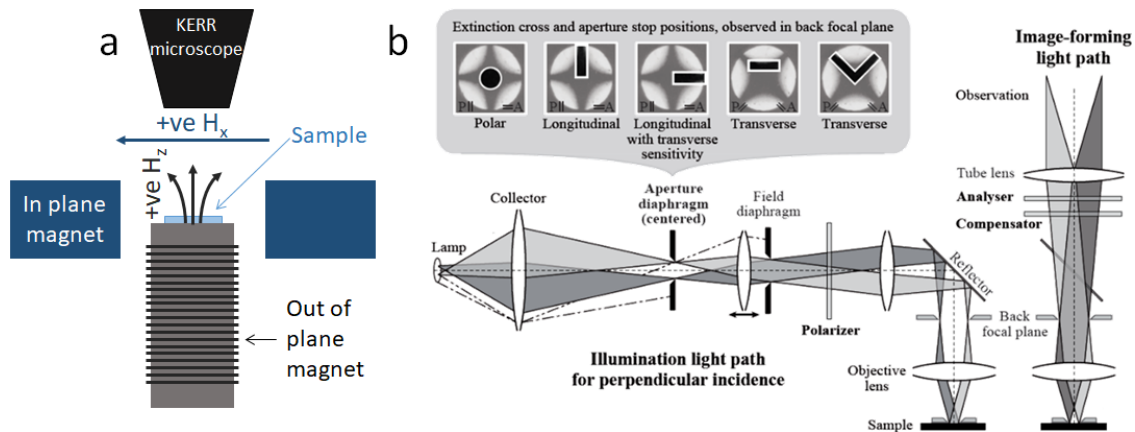 a
KERR
microscope
+ve Hx
Sample
+ve Hz
In plane
magnet
Out of
plane
magnet
b
Extinction cross and aperture stop positions, observed in back focal plane
P A
P A
P A
P A
P A
Polar
Longitudinal
Longitudinal
with transverse
sensitivity
Transverse
Transverse
Image-forming
light path
Observation
Tube lens
Analyser
Compensator
Collector
Aperture
diaphragm
(centered)
Field
diaphragm
Lamp
Reflector
Polarizer
Back
focal plane
Illumination light path
for perpendicular incidence
Objective
lens
Sample